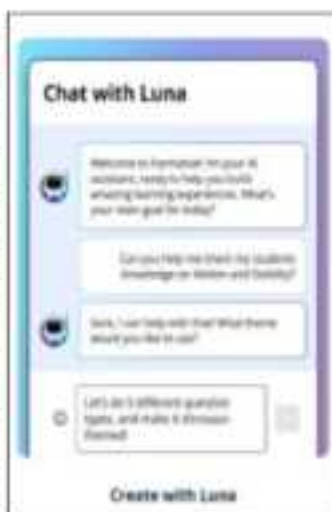 Chat with Luna
Welcome to Formative! I'm your AI
assistant, ready to help you build
amazing learning experiences. What's
your main goal for today?
Can you help me check my students
knowledge on Motion and Stability?
Sure, I can help with that! What theme
would you like to use?
Let's do 5 different question
types, and make it dinosaur
themed!
Create with Luna